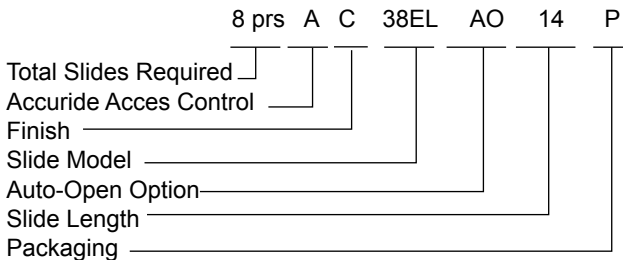 8 prs A C 38EL AO 14 P
Total Slides Required
Accuride Acces Control
Finish
Slide Model
Auto-Open Option
Slide Length
Packaging